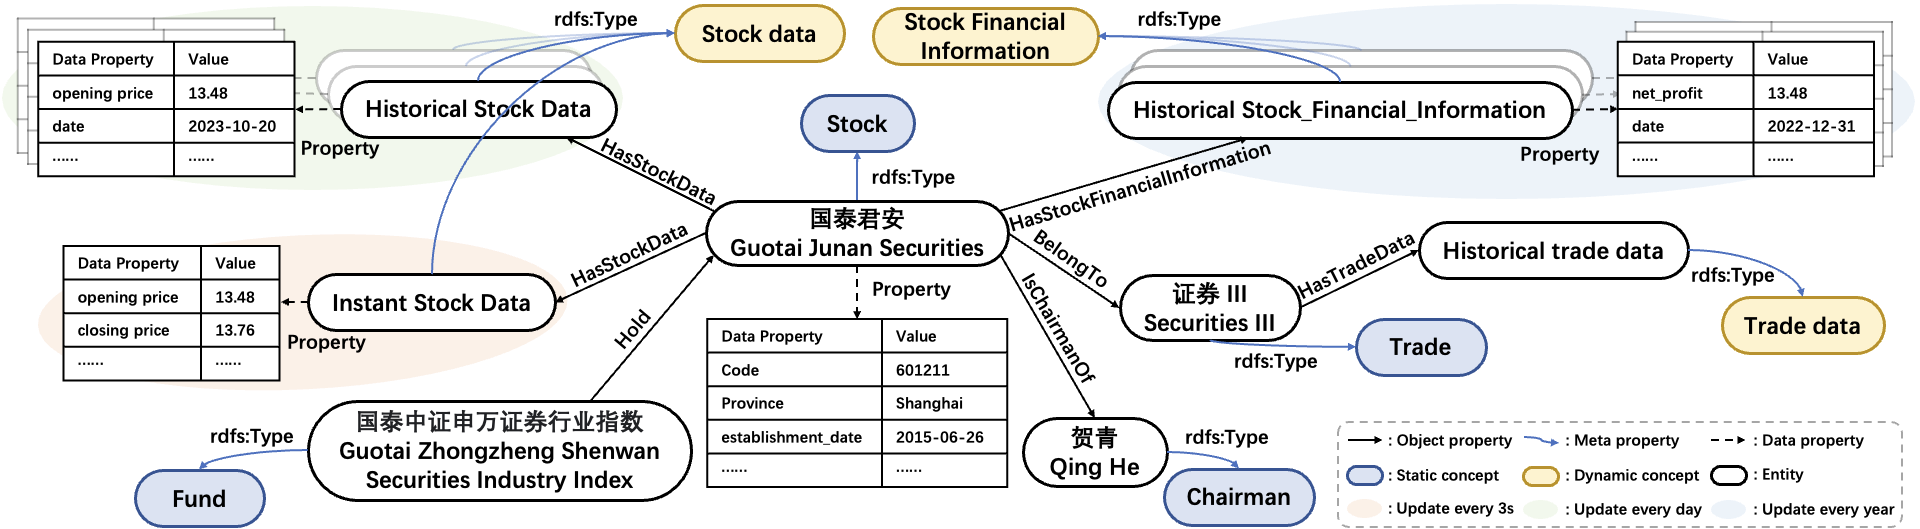 rdfs:Type
Stock data
Stock Financial
Information
rdfs:Type
Data Property Value
opening price 13.48
date 2023-10-20
...... ......
Property
Historical Stock Data
Stock
rdfs:Type
Historical Stock_Financial_Information
Property
Data Property Value
net_profit 13.48
date 2022-12-31
...... ......
HasStockData
HasStockFinancialInformation
国泰君安
Guotai Junan Securities
HasStockData
BelongTo
IsChairmanOf
Hold
Property
Data Property Value
opening price 13.48
closing price 13.76
...... ......
Property
Instant Stock Data
证券 III
Securities III
HasTradeData
Historical trade data
rdfs:Type
Trade data
rdfs:Type
Trade
Data Property Value
Code 601211
Province Shanghai
establishment_date 2015-06-26
...... ......
国泰中证申万证券行业指数
Guotai Zhongzheng Shenwan
Securities Industry Index
rdfs:Type
Fund
贺青
Qing He
rdfs:Type
Chairman
: Object property : Meta property : Data property
: Static concept : Dynamic concept : Entity
: Update every 3s : Update every day : Update every year